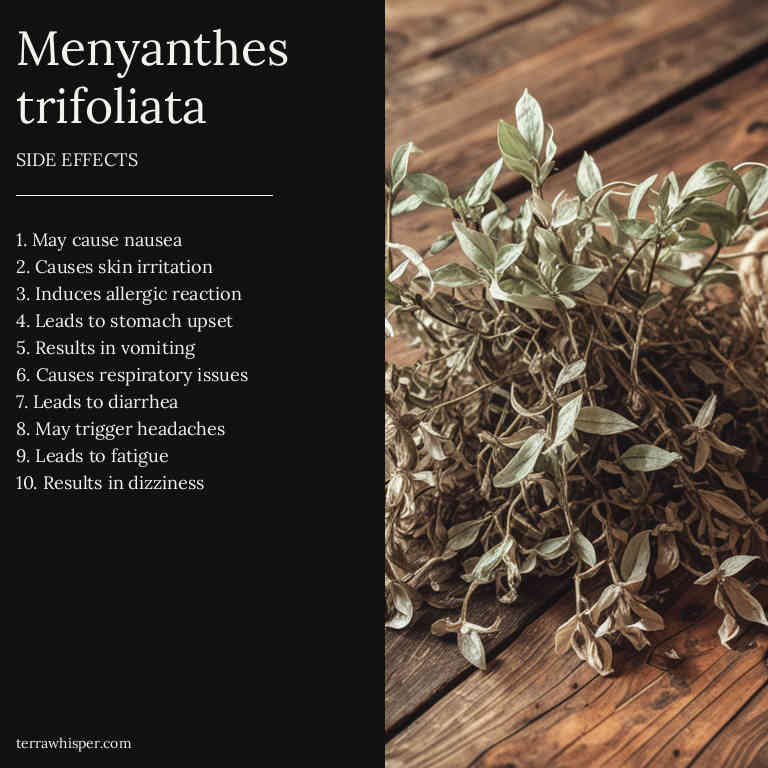 Menyanthes
trifoliata
SIDE EFFECTS
1. May cause nausea
2. Causes skin irritation
3. Induces allergic reaction
4. Leads to stomach upset
5. Results in vomiting
6. Causes respiratory issues
7. Leads to diarrhea
8. May trigger headaches
9. Leads to fatigue
10. Results in dizziness
terrawhisper.com